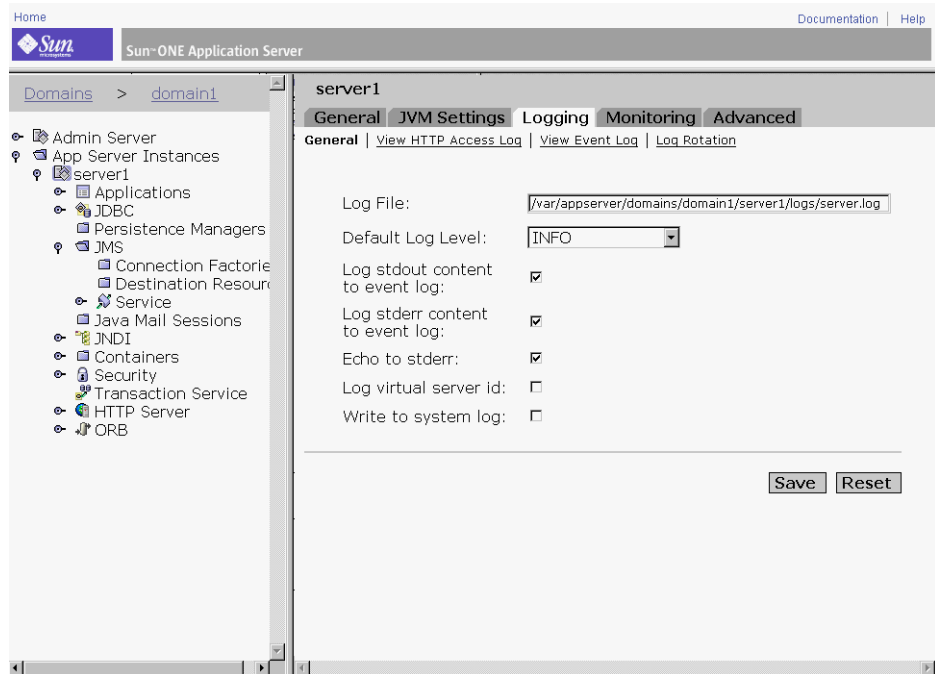 Home
Documentation | Help
Sun
microsystems
Sun™ ONE Application Server
Domains > domain1
Admin Server
App Server Instances
server1
Applications
JDBC
Persistence Managers
JMS
Connection Factorie
Destination Resour
Service
Java Mail Sessions
JNDI
Containers
Security
Transaction Service
HTTP Server
ORB
server1
General JVM Settings Logging Monitoring Advanced
General | View HTTP Access Log | View Event Log | Log Rotation
Log File: /var/appserver/domains/domain1/server1/logs/server.log
Default Log Level: INFO
Log stdout content
to event log:
Log stderr content
to event log:
Echo to stderr:
Log virtual server id:
Write to system log:
Save Reset